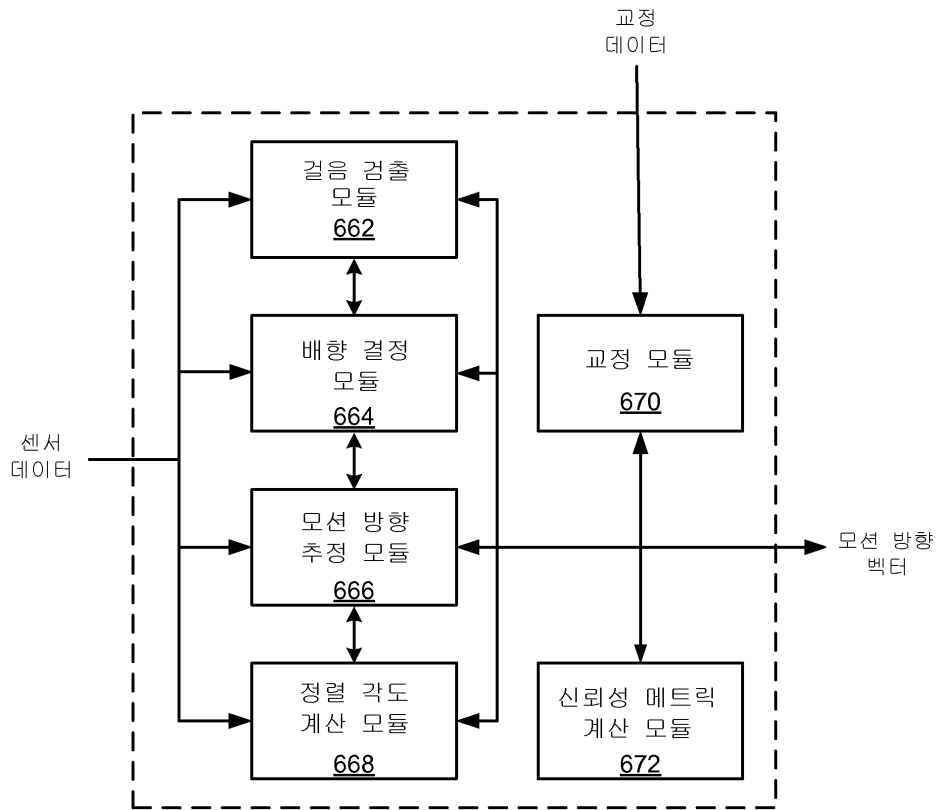 교정
데이터
걸음 검출
모듈
662
배향 결정
모듈
664
교정 모듈
670
센서
데이터
모션 방향
추정 모듈
666
모션 방향
벡터
정렬 각도
계산 모듈
668
신뢰성 메트릭
계산 모듈
672